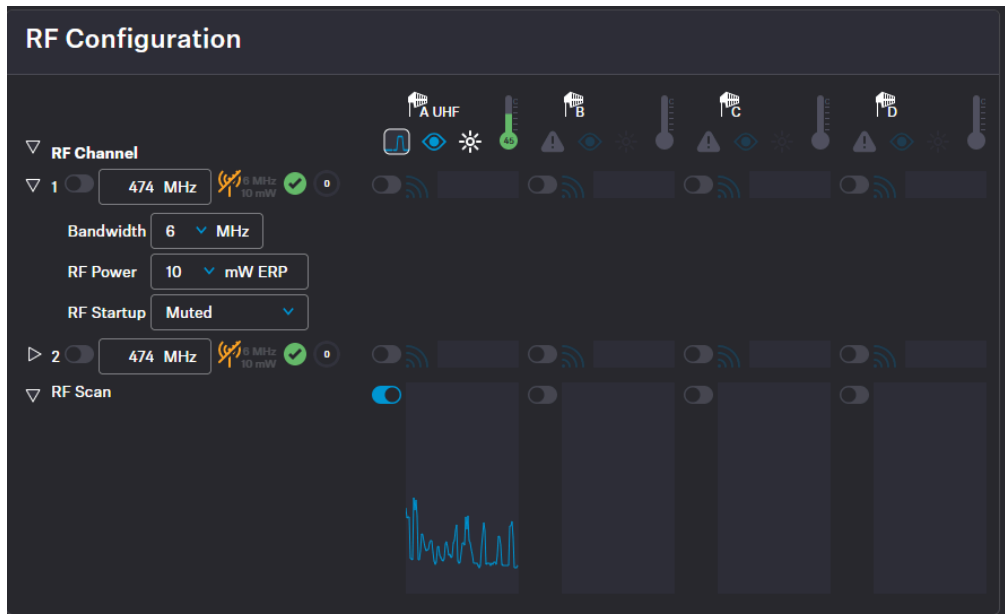 RF Configuration
A UHF
B
C
D
45
RF Channel
1 474 MHz 6 MHz 10 mW 0
Bandwidth 6 MHz
RF Power 10 mW ERP
RF Startup Muted
2 474 MHz 6 MHz 10 mW 0
RF Scan